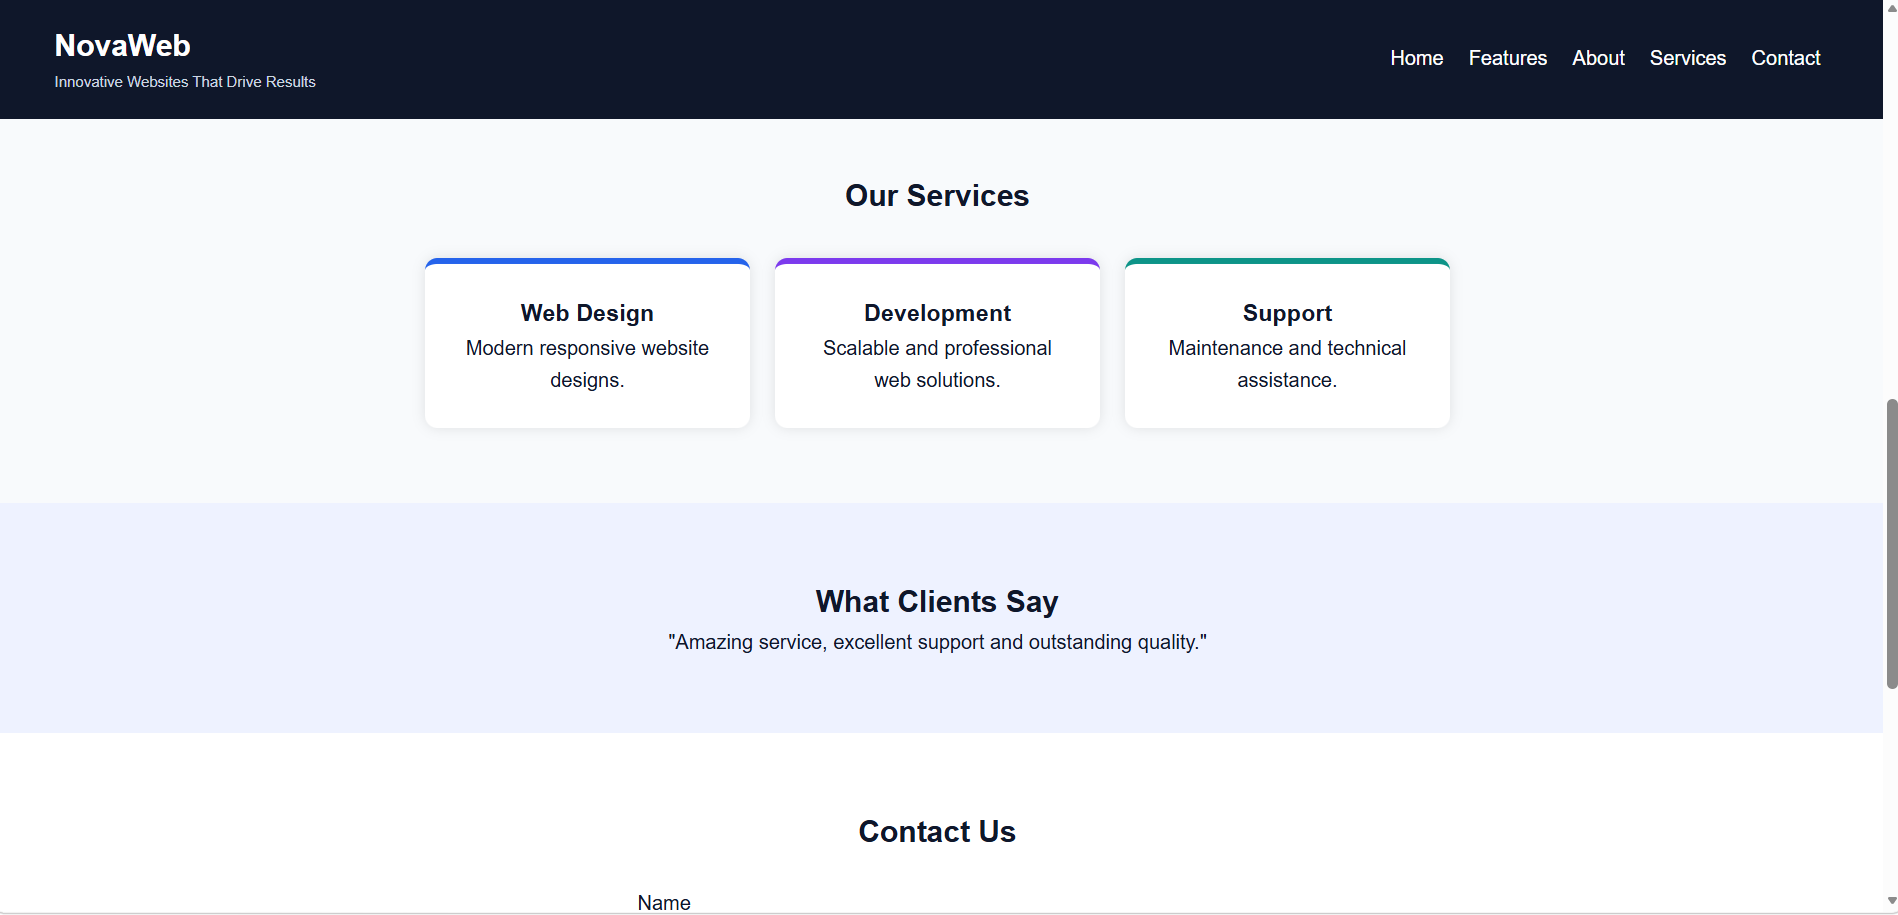 NovaWeb
Innovative Websites That Drive Results
Home Features About Services Contact
Our Services
Web Design
Modern responsive website
designs.
Development
Scalable and professional
web solutions.
Support
Maintenance and technical
assistance.
What Clients Say
"Amazing service, excellent support and outstanding quality."
Contact Us
Name